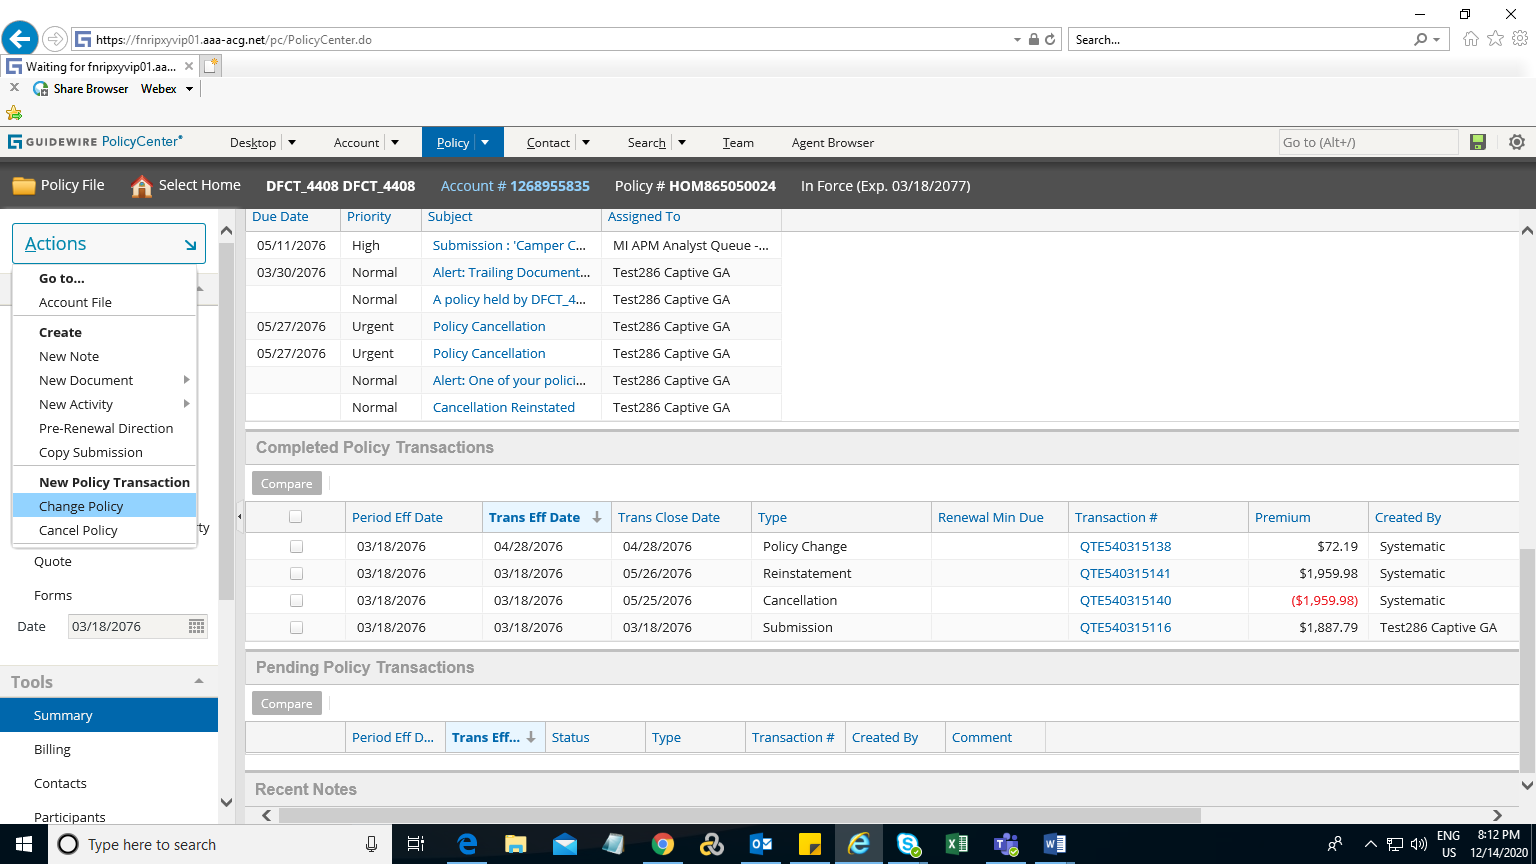 https://fnripxyvip01.aaa-acg.net/pc/PolicyCenter.do
Search...
Waiting for fnripxyvip01.aa...
x Share Browser Webex
GUIDEWIRE PolicyCenter®
Desktop Account Policy Contact Search Team Agent Browser
Go to (Alt+/)
Policy File Select Home DFCT_4408 DFCT_4408 Account # 1268955835 Policy # HOM865050024 In Force (Exp. 03/18/2077)
Actions
Go to...
Account File
Create
New Note
New Document
New Activity
Pre-Renewal Direction
Copy Submission
New Policy Transaction
Change Policy
Cancel Policy
ty
Quote
Forms
Date 03/18/2076
Tools
Summary
Billing
Contacts
Participants
Due Date Priority Subject Assigned To
05/11/2076 High Submission : 'Camper C... MI APM Analyst Queue -...
03/30/2076 Normal Alert: Trailing Document... Test286 Captive GA
Normal A policy held by DFCT_4... Test286 Captive GA
05/27/2076 Urgent Policy Cancellation Test286 Captive GA
05/27/2076 Urgent Policy Cancellation Test286 Captive GA
Normal Alert: One of your polici... Test286 Captive GA
Normal Cancellation Reinstated Test286 Captive GA
Completed Policy Transactions
Compare
Period Eff Date Trans Eff Date Trans Close Date Type Renewal Min Due Transaction # Premium Created By
03/18/2076 04/28/2076 04/28/2076 Policy Change QTE540315138 $72.19 Systematic
03/18/2076 03/18/2076 05/26/2076 Reinstatement QTE540315141 $1,959.98 Systematic
03/18/2076 03/18/2076 05/25/2076 Cancellation QTE540315140 ($1,959.98) Systematic
03/18/2076 03/18/2076 03/18/2076 Submission QTE540315116 $1,887.79 Test286 Captive GA
Pending Policy Transactions
Compare
Period Eff D... Trans Eff... Status Type Transaction # Created By Comment
Recent Notes
Type here to search
ENG
US
8:12 PM
12/14/2020